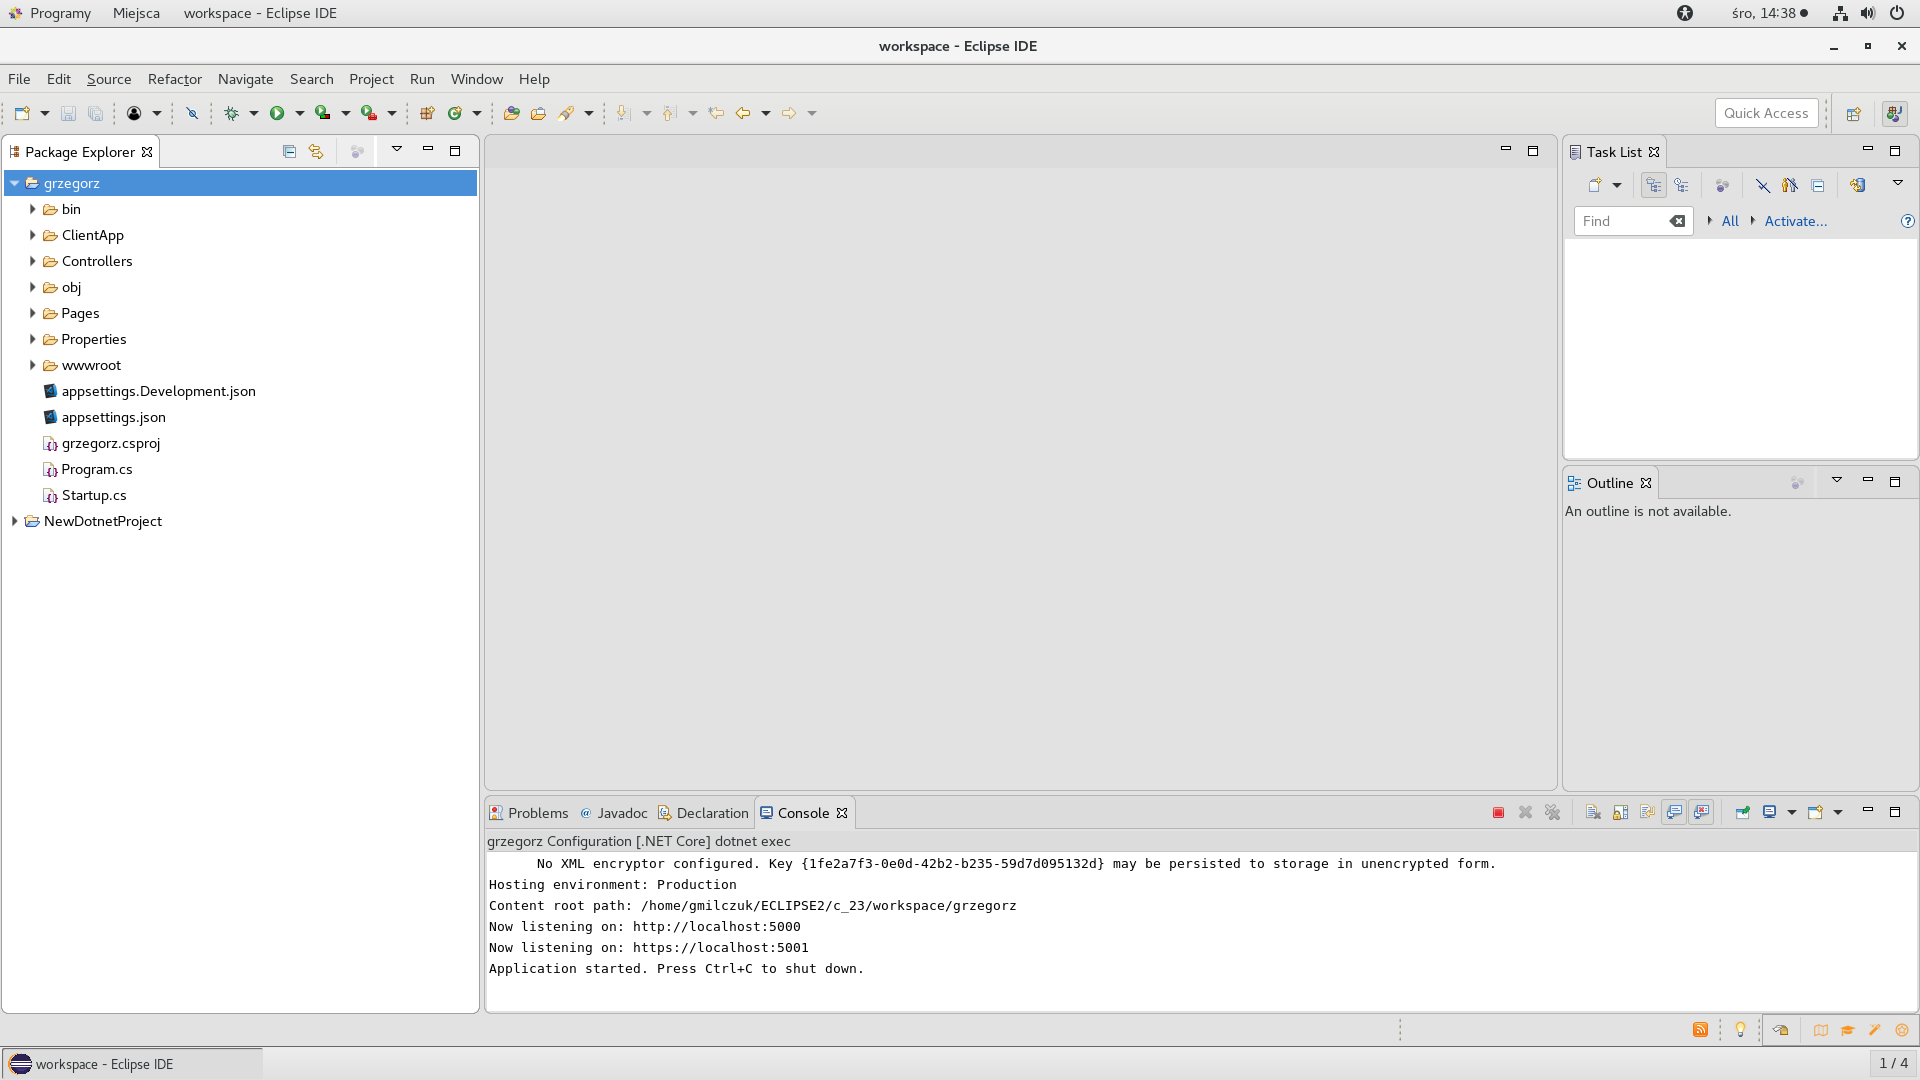 Programy Miejsca workspace - Eclipse IDE śro, 14:38
workspace - Eclipse IDE
File Edit Source Refactor Navigate Search Project Run Window Help
Quick Access
Package Explorer
grzegorz
bin
ClientApp
Controllers
obj
Pages
Properties
wwwroot
appsettings.Development.json
appsettings.json
grzegorz.csproj
Program.cs
Startup.cs
NewDotnetProject
Task List
Find All Activate...
Outline
An outline is not available.
Problems Javadoc Declaration Console
grzegorz Configuration [.NET Core] dotnet exec
No XML encryptor configured. Key {1fe2a7f3-0e0d-42b2-b235-59d7d095132d} may be persisted to storage in unencrypted form.
Hosting environment: Production
Content root path: /home/gmilczuk/ECLIPSE2/c_23/workspace/grzegorz
Now listening on: http://localhost:5000
Now listening on: https://localhost:5001
Application started. Press Ctrl+C to shut down.
workspace - Eclipse IDE
1 / 4